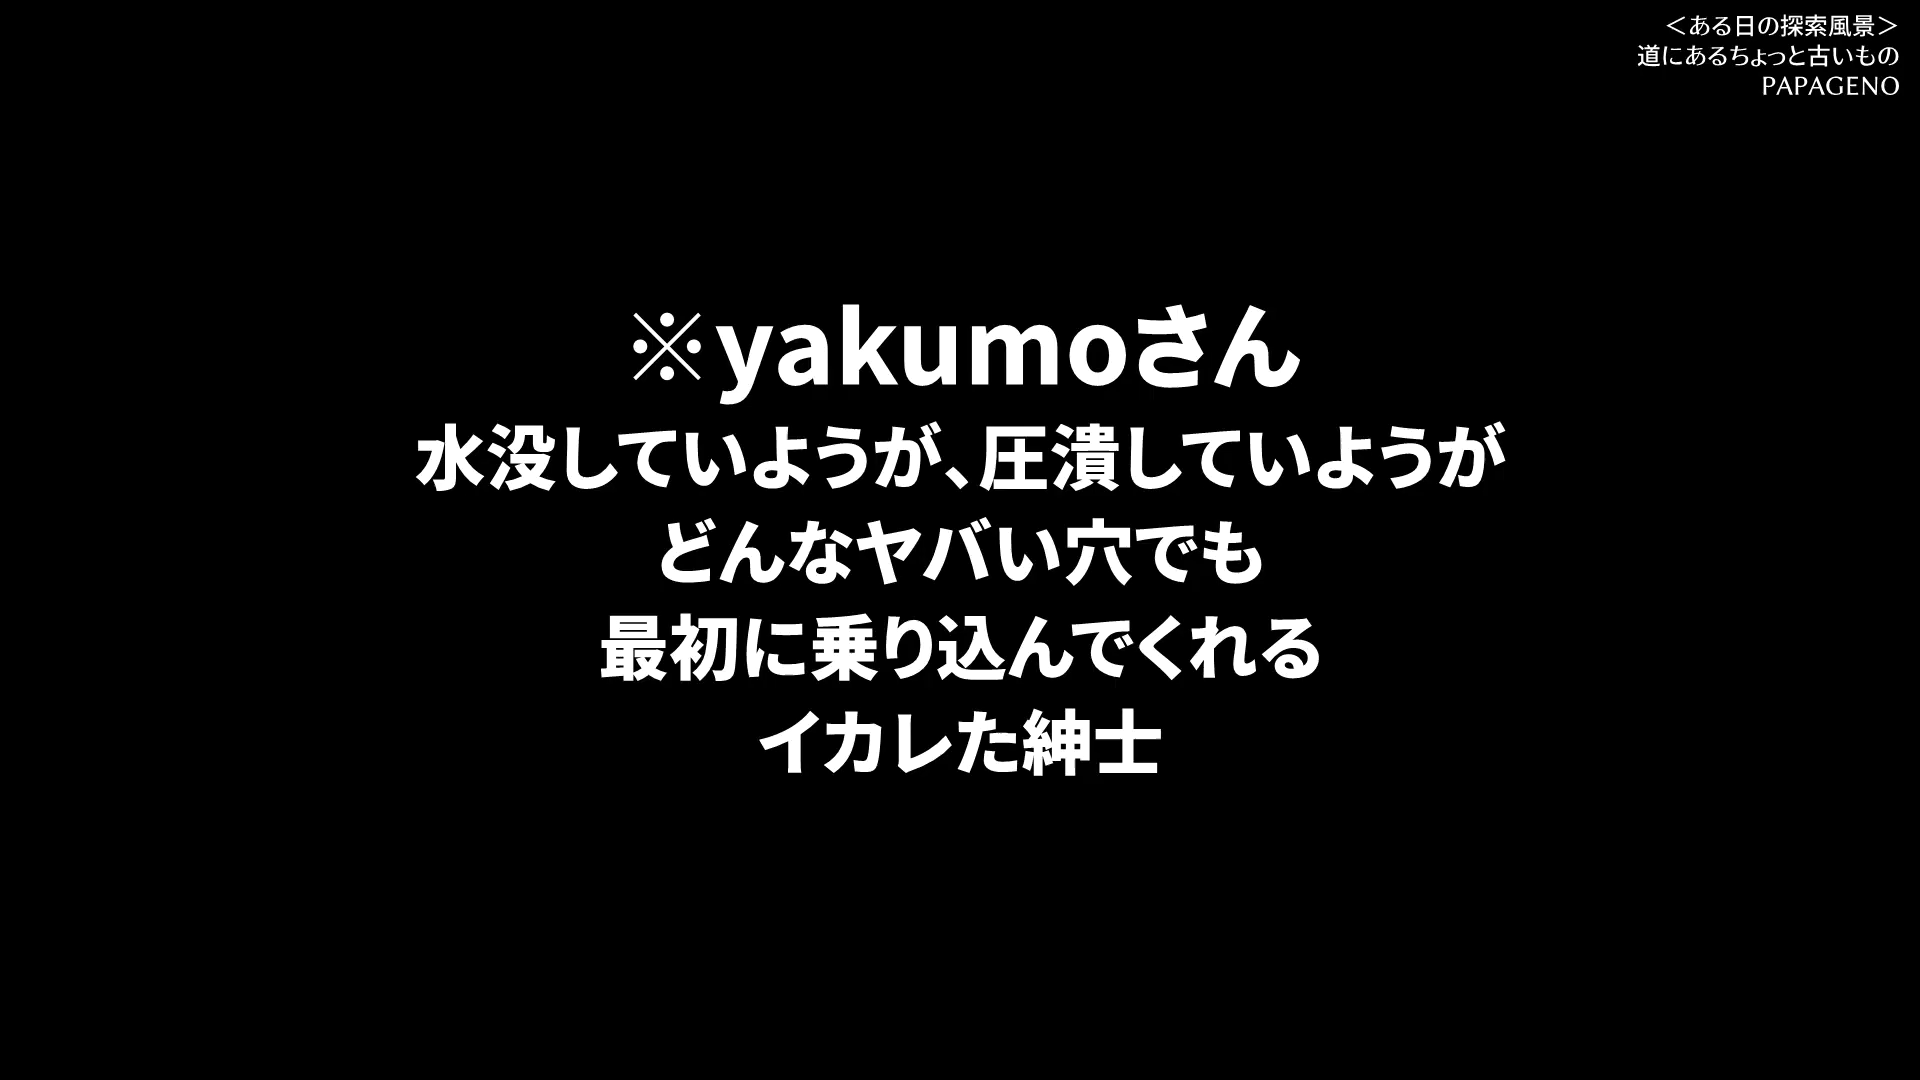 ＜ある日の探索風景＞
道にあるちょっと古いもの
PAPAGENO
※yakumoさん
水没していようが、圧潰していようが
どんなヤバい穴でも
最初に乗り込んでくれる
イカレた紳士